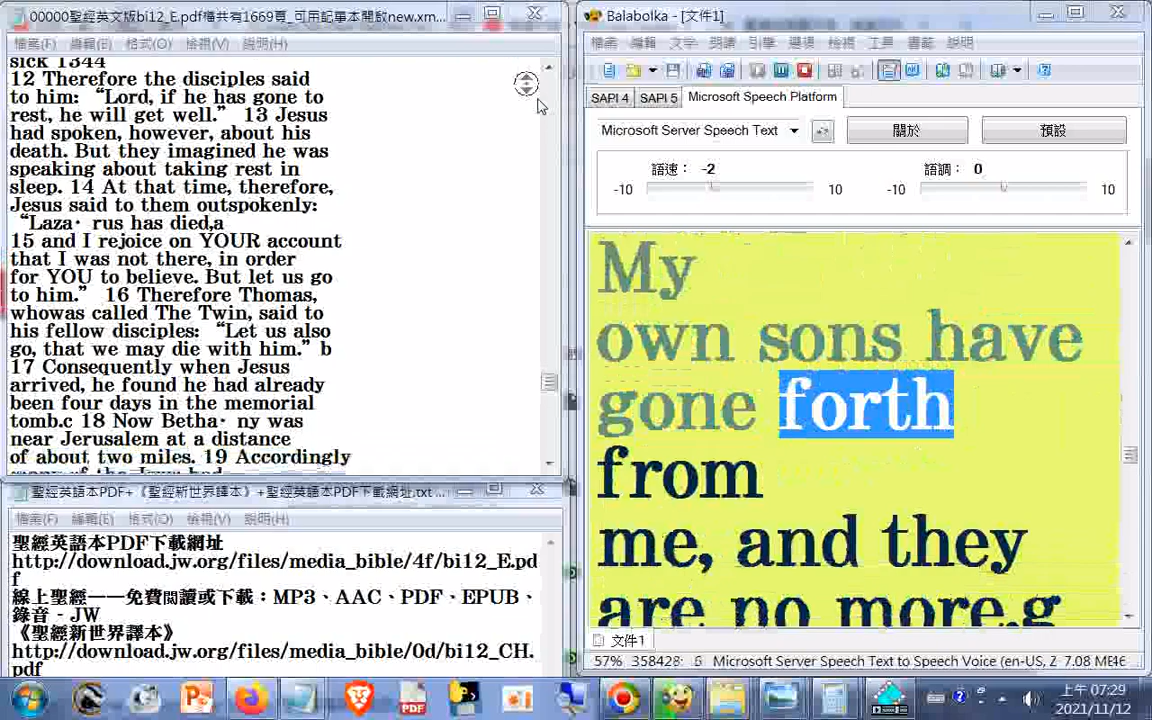 00000聖經英文版bi12_E.pdf檔共有1669頁_可用記事本開啟new.xm...
檔案(F) 編輯(E) 格式(O) 檢視(V) 說明(H)
sick 1344
12 Therefore the disciples said
to him: “Lord, if he has gone to
rest, he will get well.” 13 Jesus
had spoken, however, about his
death. But they imagined he was
speaking about taking rest in
sleep. 14 At that time, therefore,
Jesus said to them outspokenly:
“Laza· rus has died,a
15 and I rejoice on YOUR account
that I was not there, in order
for YOU to believe. But let us go
to him.” 16 Therefore Thomas,
whowas called The Twin, said to
his fellow disciples: “Let us also
go, that we may die with him.” b
17 Consequently when Jesus
arrived, he found he had already
been four days in the memorial
tomb.c 18 Now Betha· ny was
near Jerusalem at a distance
of about two miles. 19 Accordingly
many of the Jews had
聖經英語本PDF+《聖經新世界譯本》+聖經英語本PDF下載網址.txt ...
檔案(F) 編輯(E) 格式(O) 檢視(V) 說明(H)
聖經英語本PDF下載網址
http://download.jw.org/files/media_bible/4f/bi12_E.pd
f
線上聖經——免費閱讀或下載：MP3、AAC、PDF、EPUB、
錄音 - JW
《聖經新世界譯本》
http://download.jw.org/files/media_bible/0d/bi12_CH.
pdf
Balabolka - [文件1]
檔案 編輯 文字 朗讀 引擎 選項 檢視 工具 書籤 說明
SAPI 4 SAPI 5 Microsoft Speech Platform
Microsoft Server Speech Text 關於 預設
語速: -2 語調: 0
-10 10 -10 10
My
own sons have
gone forth
from
me, and they
are no more.g
文件1
57% 358428: 6 Microsoft Server Speech Text to Speech Voice (en-US, Z 7.08 ME
上午 07:29
2021/11/12